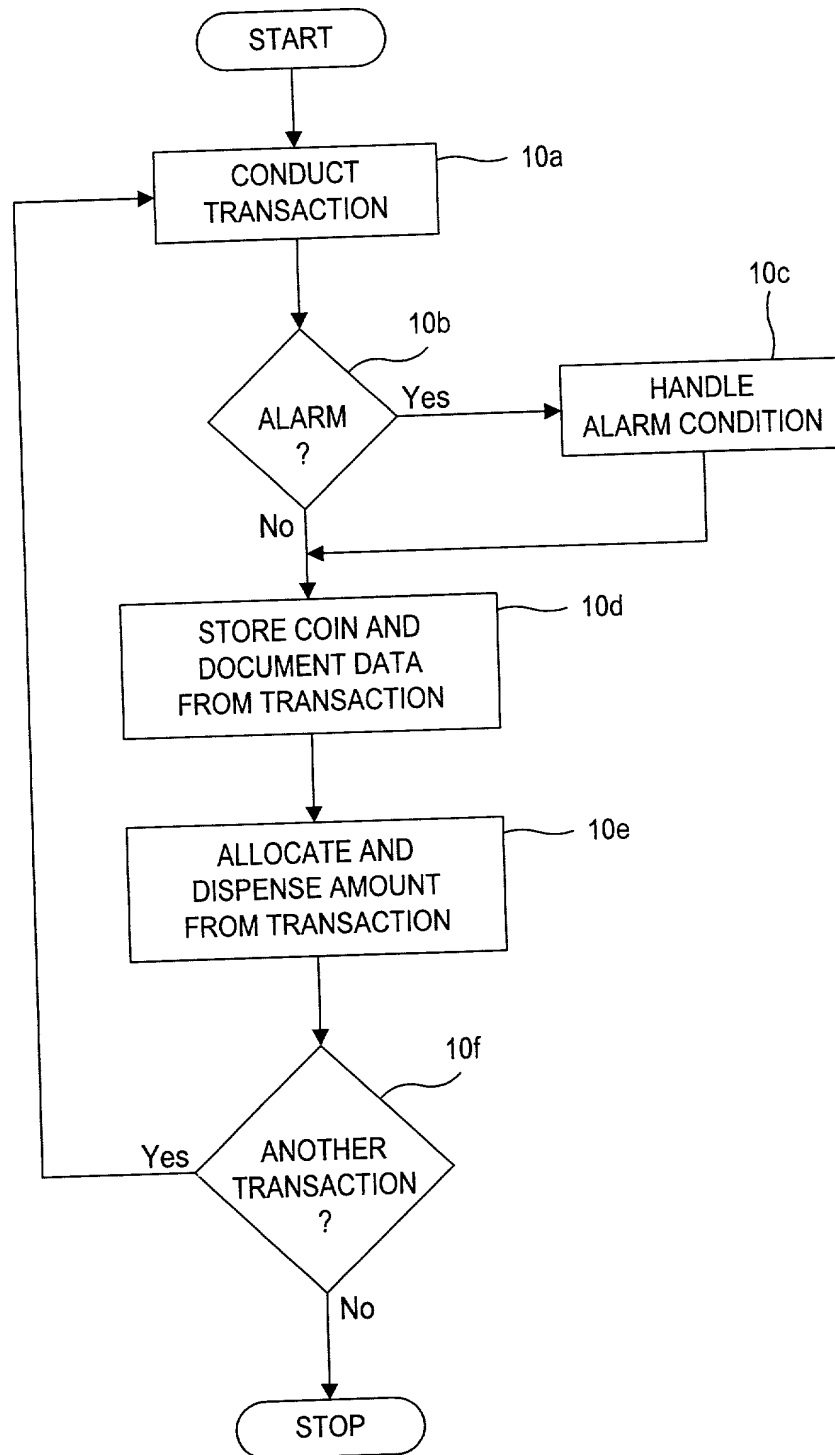 START
CONDUCT
TRANSACTION
10a
10b
ALARM
?
Yes
No
10c
HANDLE
ALARM CONDITION
STORE COIN AND
DOCUMENT DATA
FROM TRANSACTION
10d
ALLOCATE AND
DISPENSE AMOUNT
FROM TRANSACTION
10e
10f
ANOTHER
TRANSACTION
?
Yes
No
STOP